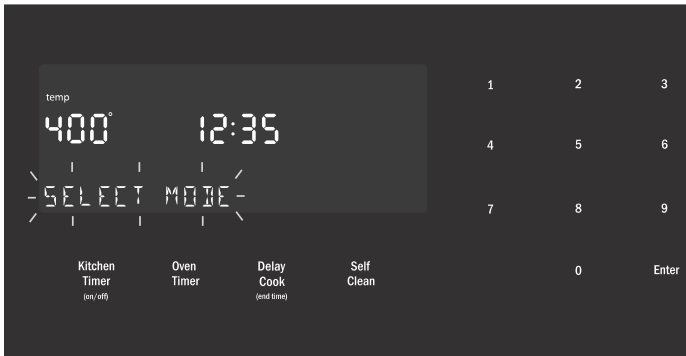 temp
400° 12:35
SELECT MODE
Kitchen Timer (on/off)
Oven Timer
Delay Cook (end time)
Self Clean
1 2 3
4 5 6
7 8 9
0 Enter